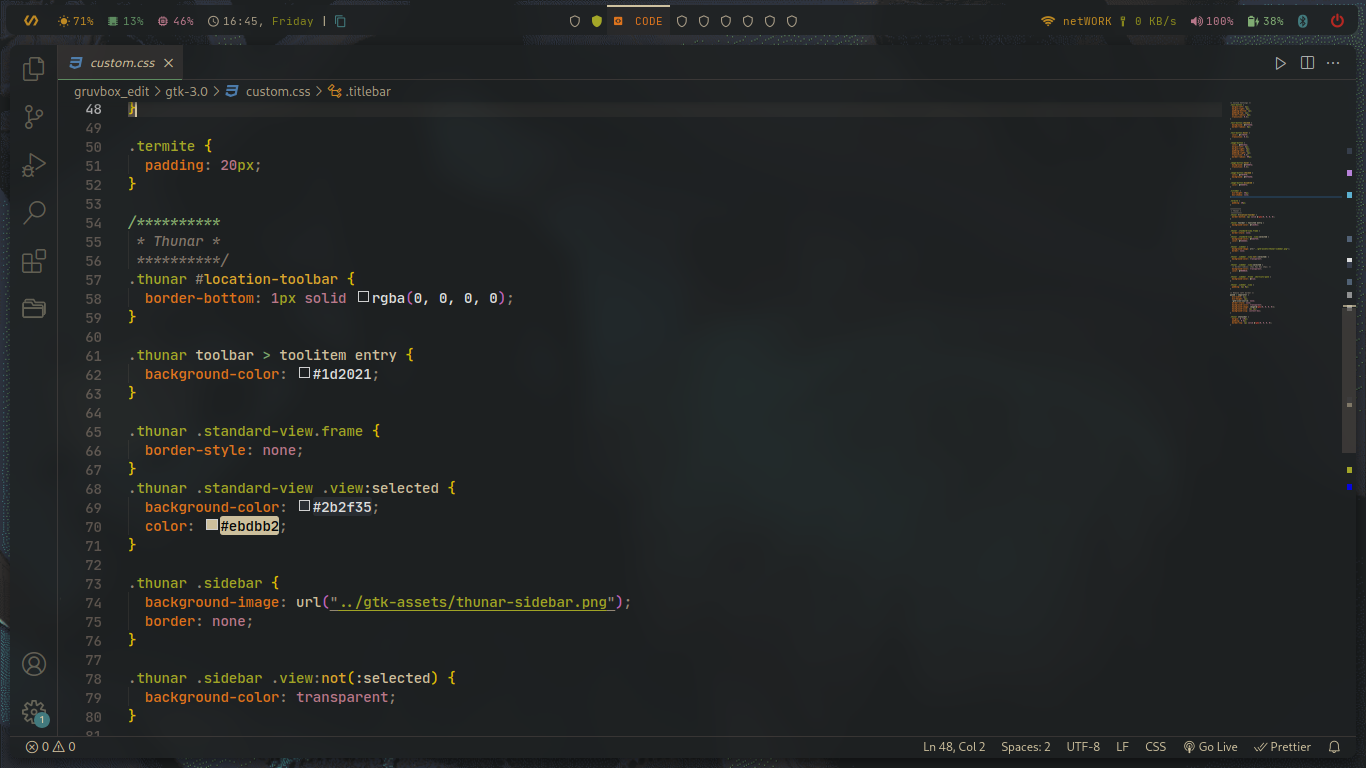 71% 13% 46% 16:45, Friday | CODE netWORK 0 KB/s 100% 38%
custom.css
gruvbox_edit > gtk-3.0 > custom.css > .titlebar
48 }
49
50 .termite {
51 padding: 20px;
52 }
53
54 /**********
55 * Thunar *
56 **********/
57 .thunar #location-toolbar {
58 border-bottom: 1px solid rgba(0, 0, 0, 0);
59 }
60
61 .thunar toolbar > toolitem entry {
62 background-color: #1d2021;
63 }
64
65 .thunar .standard-view.frame {
66 border-style: none;
67 }
68 .thunar .standard-view .view:selected {
69 background-color: #2b2f35;
70 color: #ebdbb2;
71 }
72
73 .thunar .sidebar {
74 background-image: url("../gtk-assets/thunar-sidebar.png");
75 border: none;
76 }
77
78 .thunar .sidebar .view:not(:selected) {
79 background-color: transparent;
80 }
81
1
0 0 Ln 48, Col 2 Spaces: 2 UTF-8 LF CSS Go Live Prettier